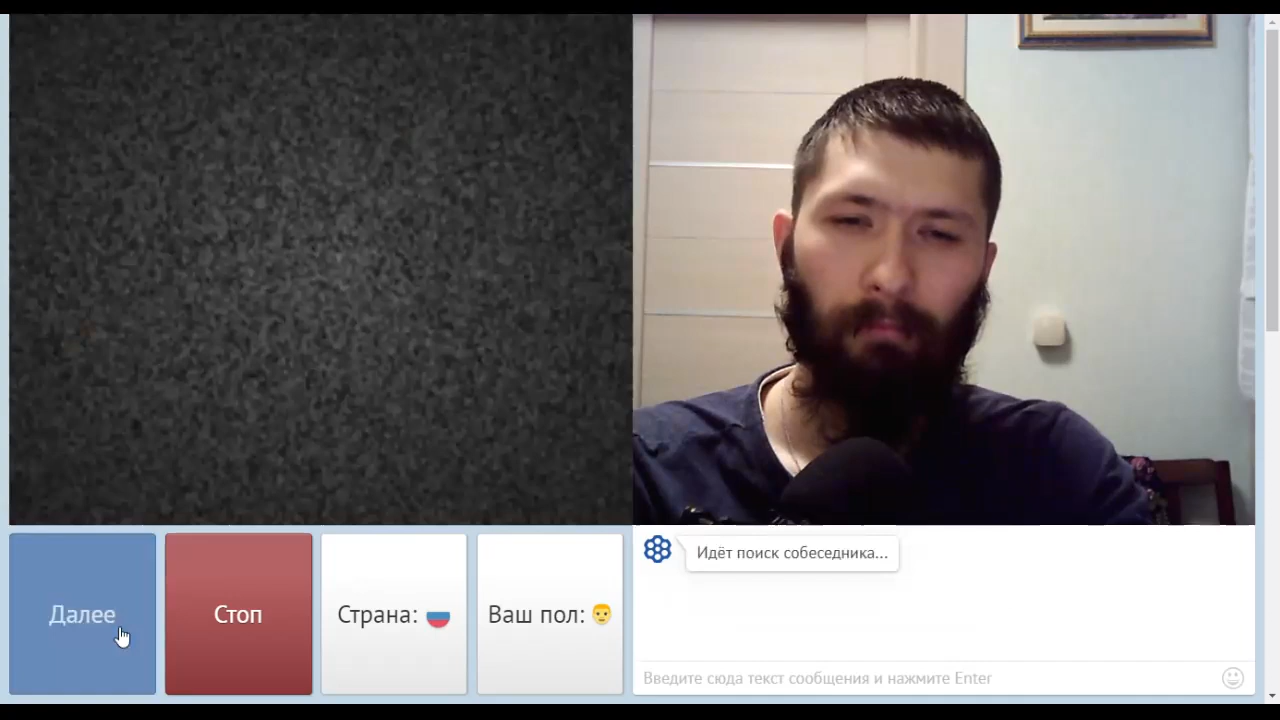 Идёт поиск собеседника...
Далее
Стоп
Страна:
Ваш пол:
Введите сюда текст сообщения и нажмите Enter